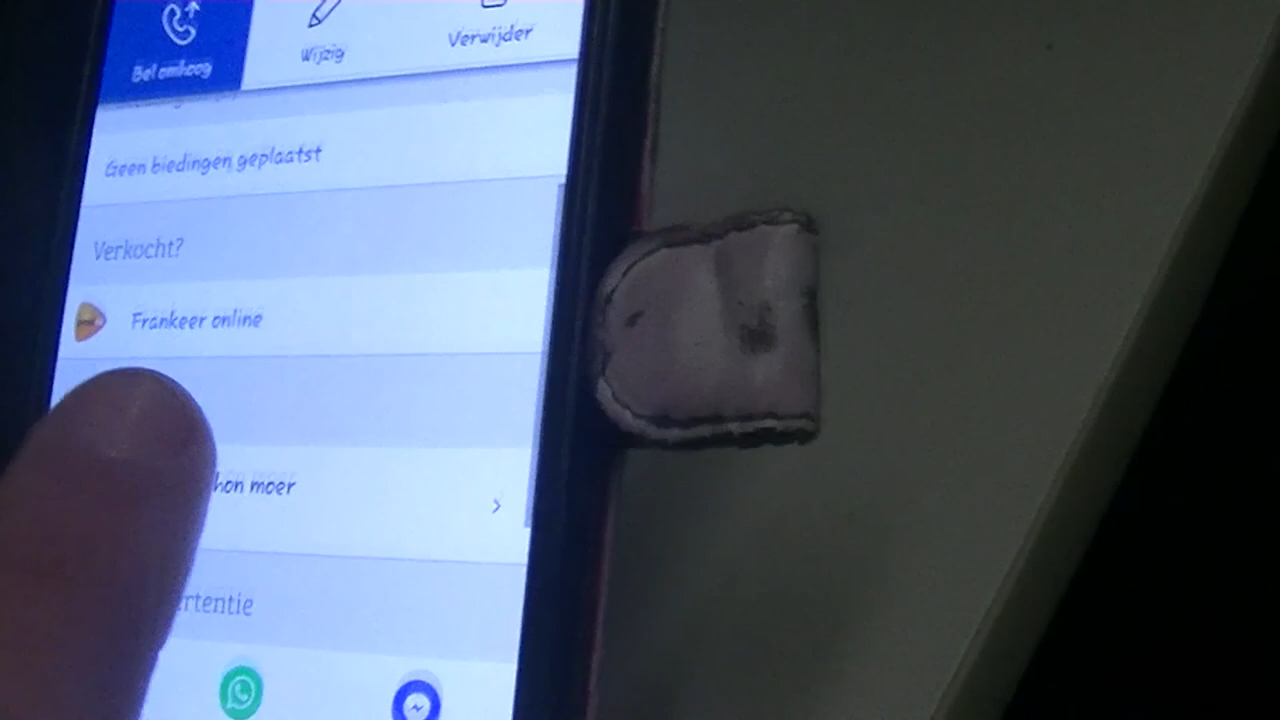 Bel omhoog
Wijzig
Verwijder
Geen biedingen geplaatst
Verkocht?
Frankeer online
hon moer
rtentie